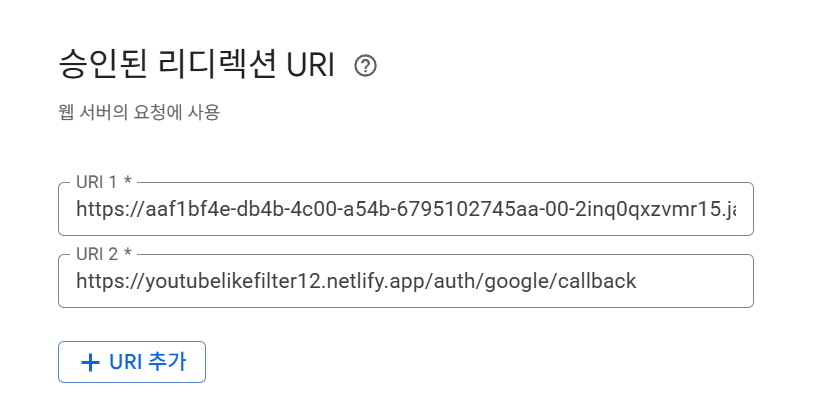 승인된 리디렉션 URI
웹 서버의 요청에 사용
URI 1 *
https://aaf1bf4e-db4b-4c00-a54b-6795102745aa-00-2inq0qxzvmr15.ja
URI 2 *
https://youtubelikefilter12.netlify.app/auth/google/callback
+ URI 추가